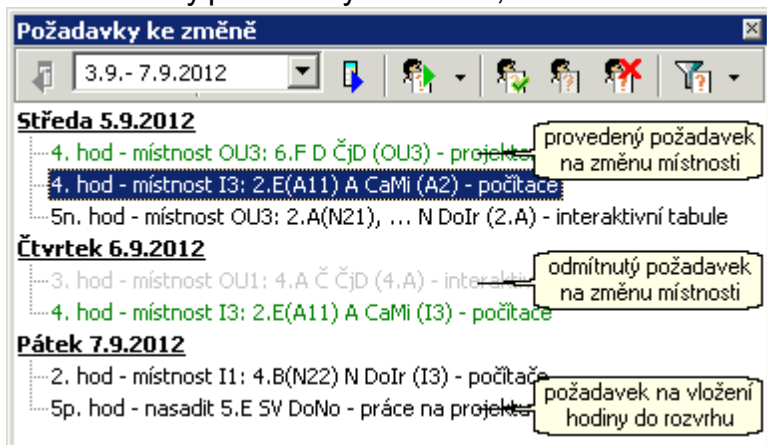 Požadavky ke změně
3.9.- 7.9.2012
Středa 5.9.2012
4. hod - místnost OU3: 6.F D ČjD (OU3) - projekto
provedený požadavek
na změnu místnosti
4. hod - místnost I3: 2.E(A11) A CaMi (A2) - počítače
5n. hod - místnost OU3: 2.A(N21), ... N DoIr (2.A) - interaktivní tabule
Čtvrtek 6.9.2012
3. hod - místnost OU1: 4.A Č ČjD (4.A) - interaktiv
odmítnutý požadavek
na změnu místnosti
4. hod - místnost I3: 2.E(A11) A CaMi (I3) - počítače
Pátek 7.9.2012
2. hod - místnost I1: 4.B(N22) N DoIr (I3) - počítače
5p. hod - nasadit 5.E SV DoNo - práce na projektu
požadavek na vložení
hodiny do rozvrhu